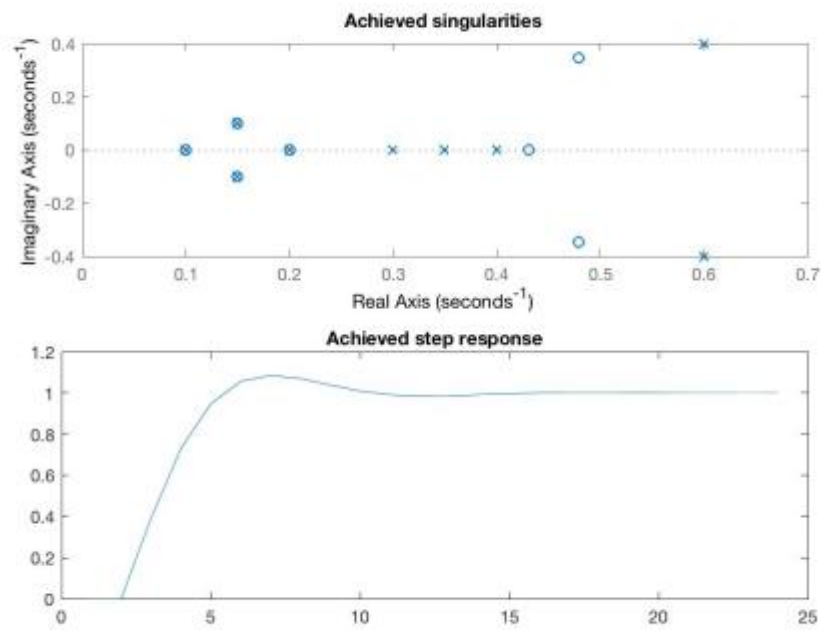 Achieved singularities
0.4
0.2
0
-0.2
-0.4
Imaginary Axis (seconds⁻¹)
0 0.1 0.2 0.3 0.4 0.5 0.6 0.7
Real Axis (seconds⁻¹)
Achieved step response
1.2
1
0.8
0.6
0.4
0.2
0
0 5 10 15 20 25